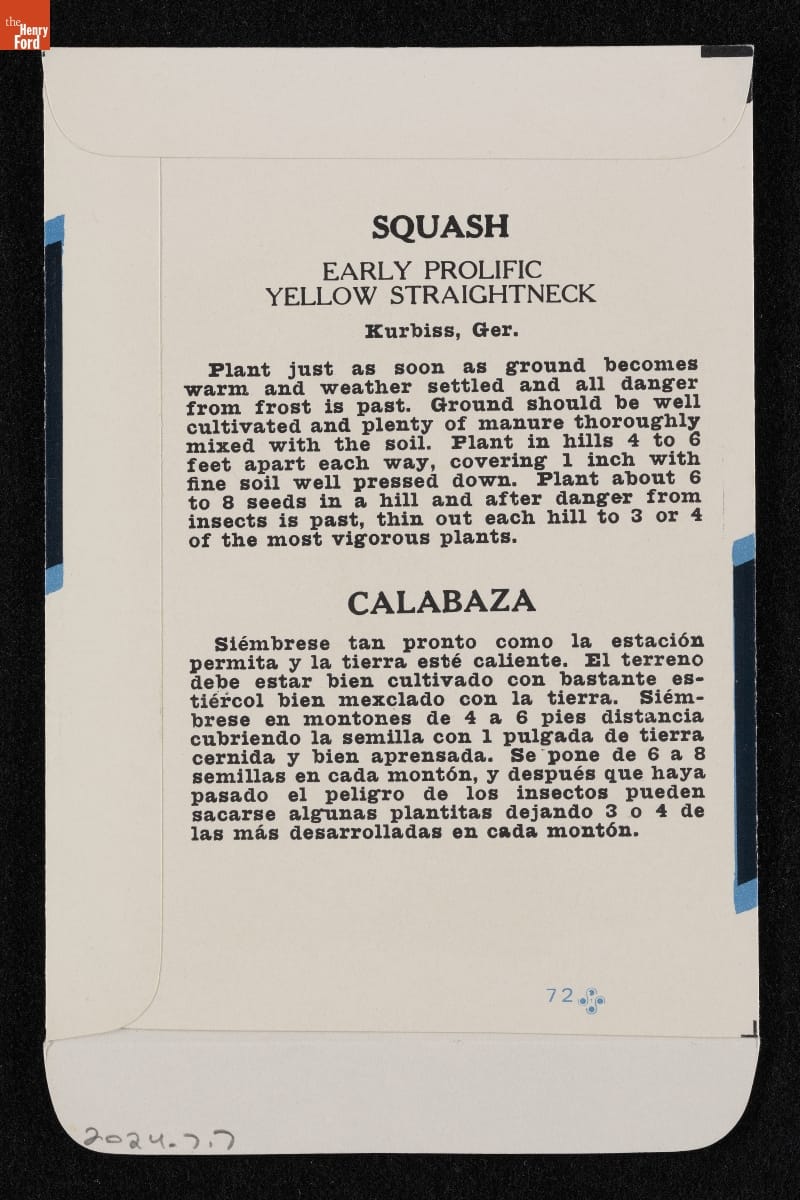 the
Henry
Ford
SQUASH
EARLY PROLIFIC
YELLOW STRAIGHTNECK
Kurbiss, Ger.
Plant just as soon as ground becomes
warm and weather settled and all danger
from frost is past. Ground should be well
cultivated and plenty of manure thoroughly
mixed with the soil. Plant in hills 4 to 6
feet apart each way, covering 1 inch with
fine soil well pressed down. Plant about 6
to 8 seeds in a hill and after danger from
insects is past, thin out each hill to 3 or 4
of the most vigorous plants.
CALABAZA
Siémbrese tan pronto como la estación
permita y la tierra esté caliente. El terreno
debe estar bien cultivado con bastante es-
tiércol bien mexclado con la tierra. Siém-
brese en montones de 4 a 6 pies distancia
cubriendo la semilla con 1 pulgada de tierra
cernida y bien aprensada. Se pone de 6 a 8
semillas en cada montón, y después que haya
pasado el peligro de los insectos pueden
sacarse algunas plantitas dejando 3 o 4 de
las más desarrolladas en cada montón.
72
2024.7.7